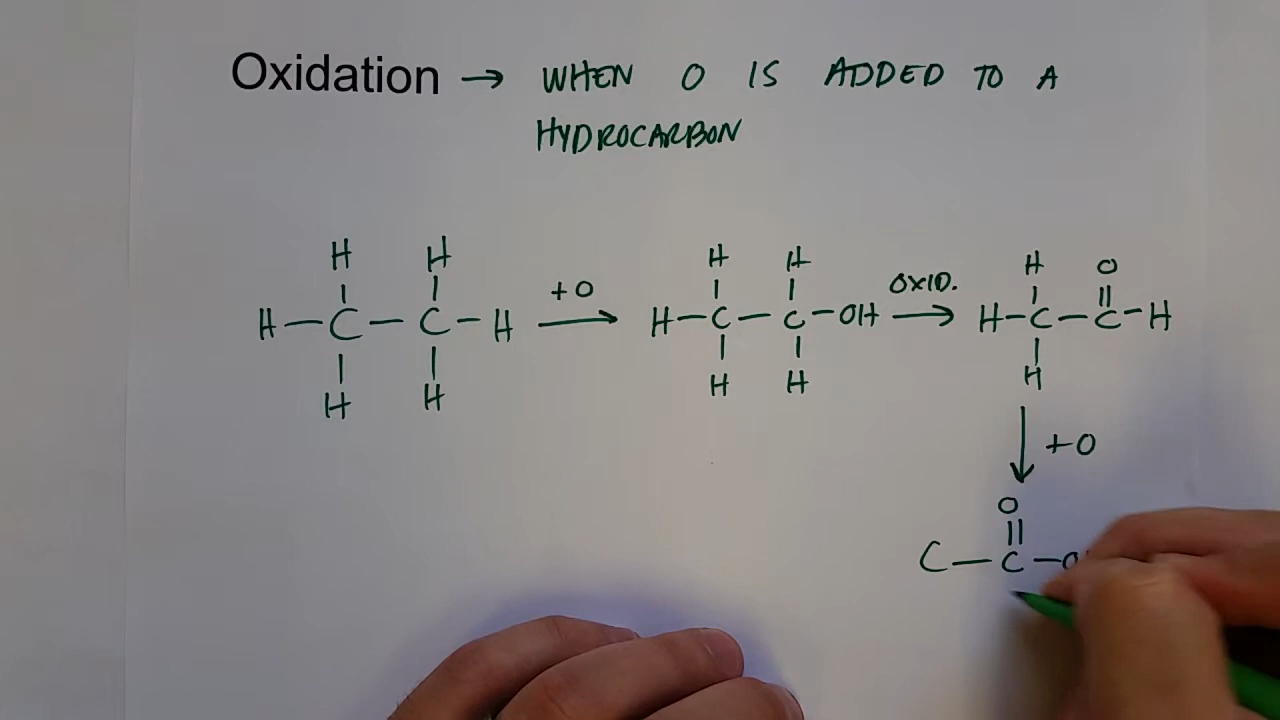 Oxidation → WHEN O IS ADDED TO A
HYDROCARBON
H H
H—C—C—H
H H
+O
H H
H—C—C—OH
H H
OXID.
H O
H—C—C—H
H
+O
O
C—C—O